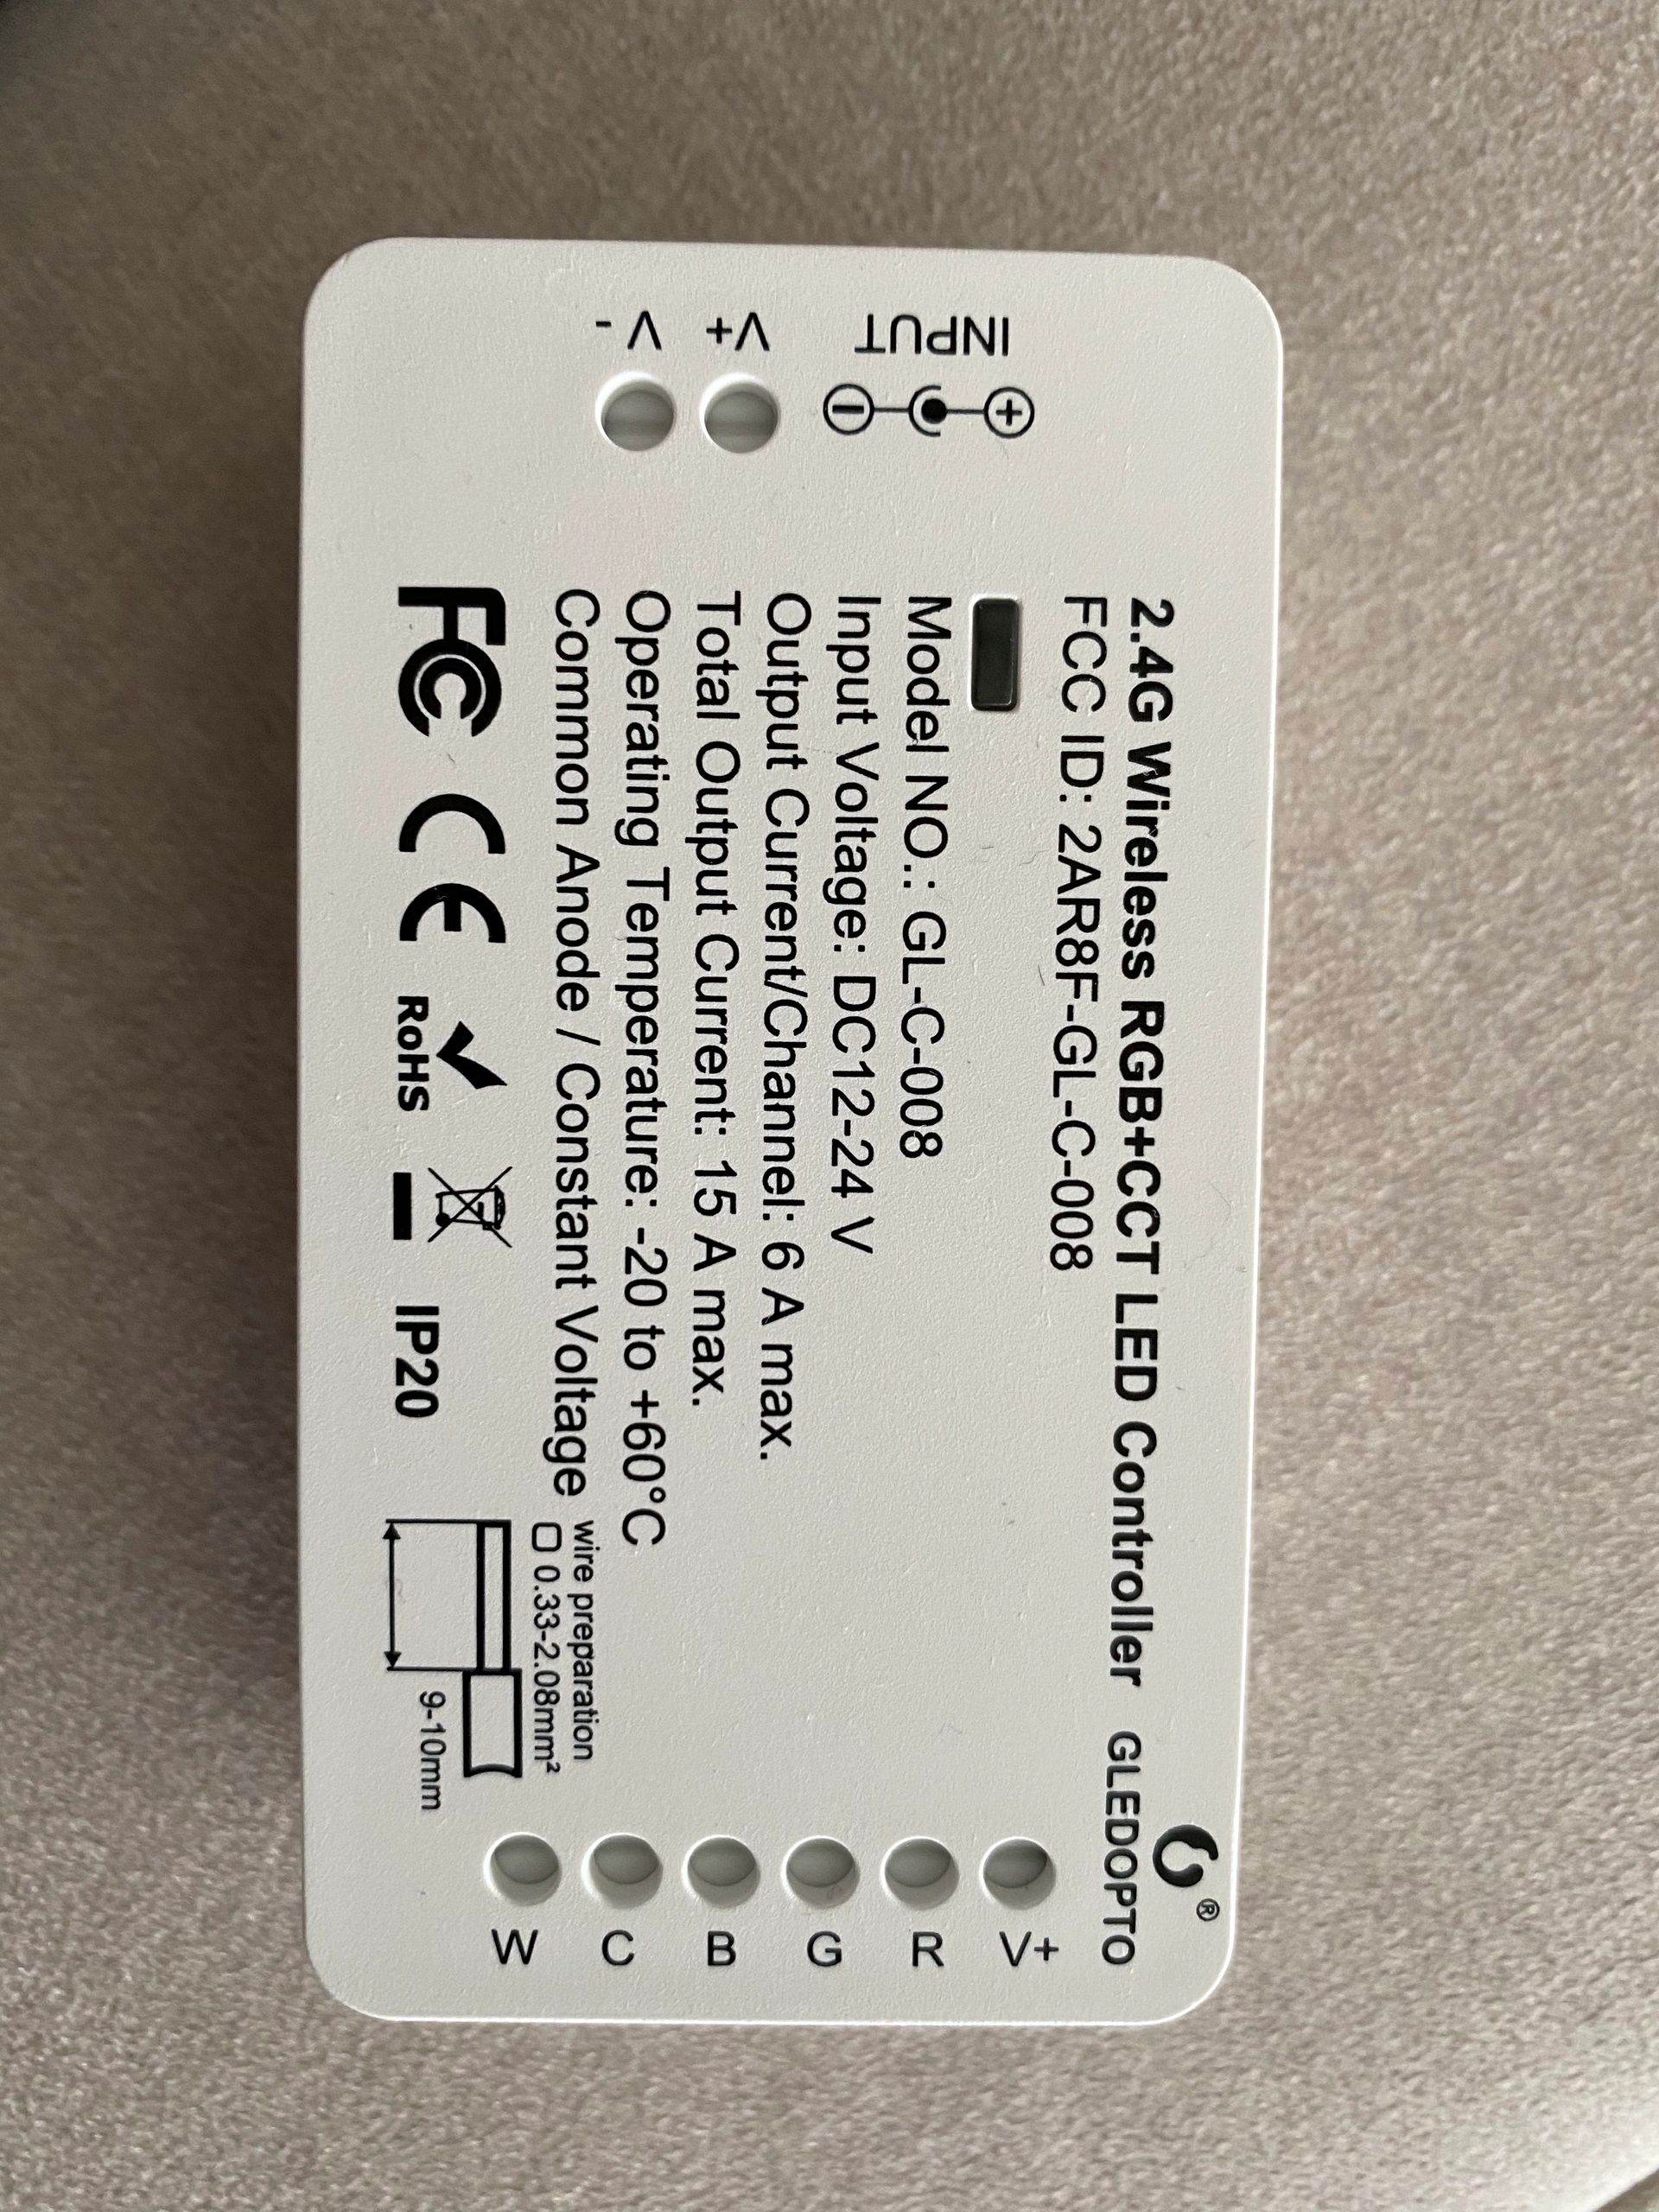 INPUT
V+
V-
2.4G Wireless RGB+CCT LED Controller
GLEDOPTO
®
FCC ID: 2AR8F-GL-C-008
Model NO.: GL-C-008
Input Voltage: DC12-24 V
Output Current/Channel: 6 A max.
Total Output Current: 15 A max.
Operating Temperature: -20 to +60°C
Common Anode / Constant Voltage
FC CE RoHS IP20
wire preparation
0.33-2.08mm²
9-10mm
V+
R
G
B
C
W